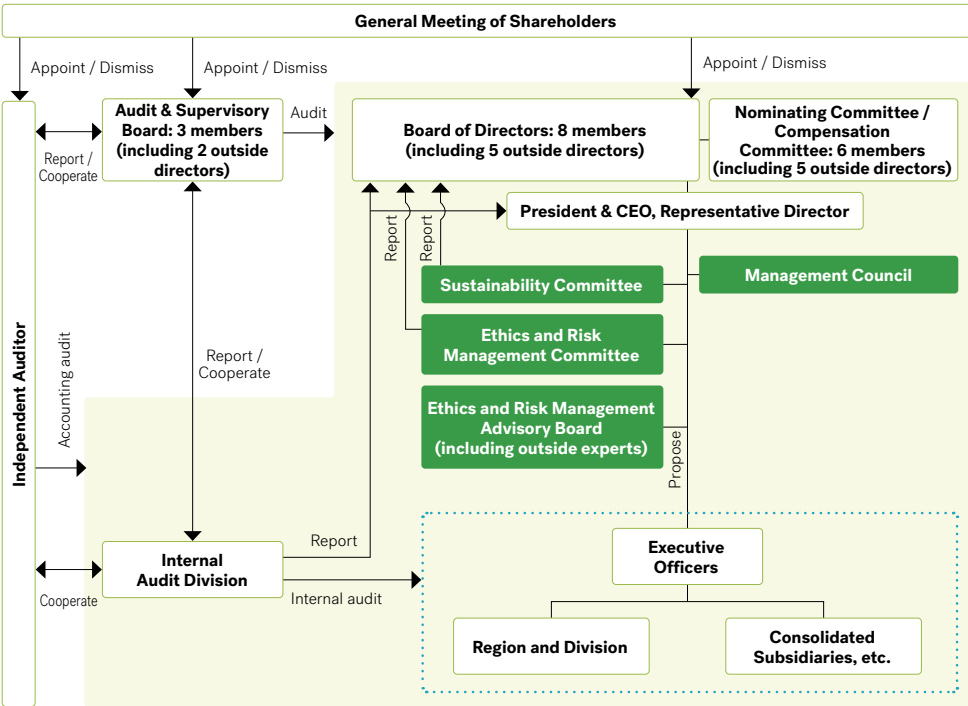 General Meeting of Shareholders
Appoint / Dismiss
Appoint / Dismiss
Appoint / Dismiss
Audit & Supervisory
Board: 3 members
(including 2 outside
directors)
Audit
Board of Directors: 8 members
(including 5 outside directors)
Nominating Committee /
Compensation
Committee: 6 members
(including 5 outside directors)
Report /
Cooperate
President & CEO, Representative Director
Report
Report
Sustainability Committee
Management Council
Ethics and Risk
Management Committee
Independent Auditor
Accounting audit
Report /
Cooperate
Ethics and Risk Management
Advisory Board
(including outside experts)
Propose
Internal
Audit Division
Report
Internal audit
Cooperate
Executive
Officers
Region and Division
Consolidated
Subsidiaries, etc.